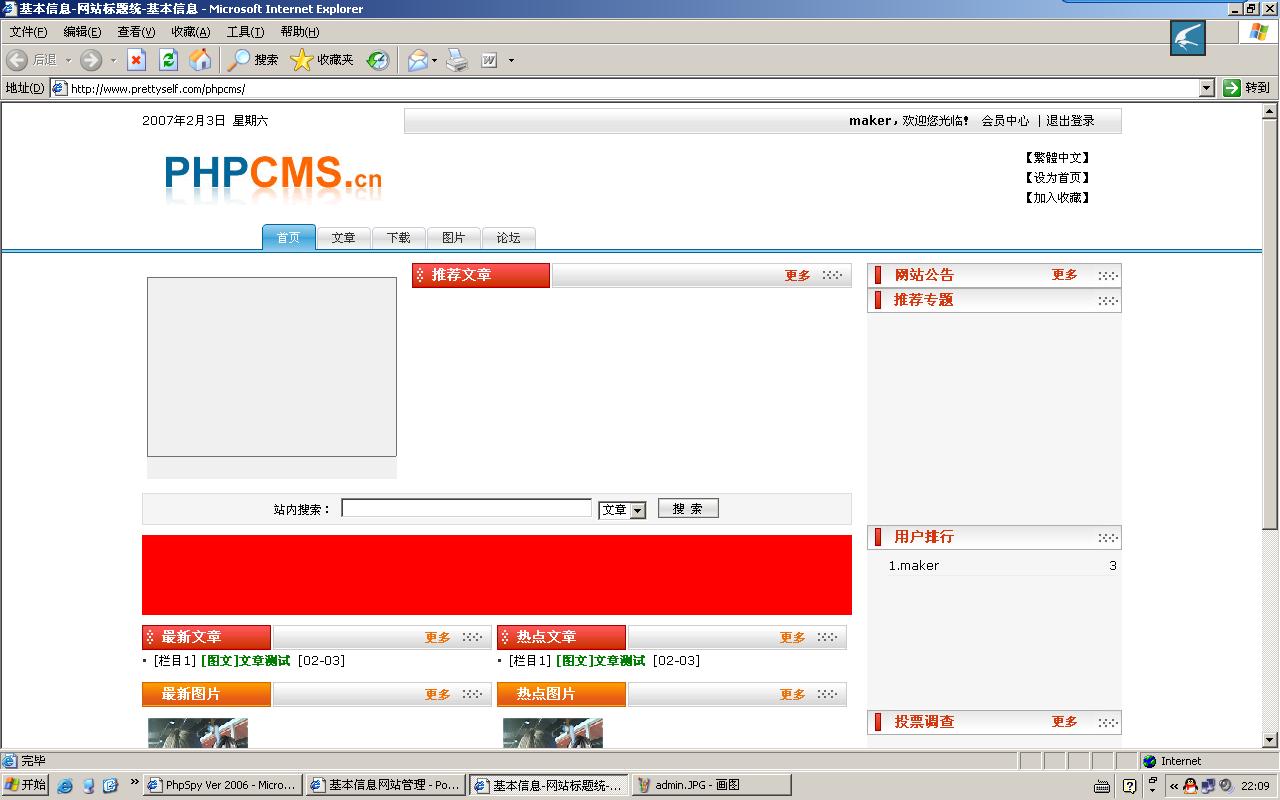 基本信息-网站标题统-基本信息 - Microsoft Internet Explorer
文件(F) 编辑(E) 查看(V) 收藏(A) 工具(T) 帮助(H)
后退 搜索 收藏夹
地址(D) http://www.prettyself.com/phpcms/ 转到
2007年2月3日 星期六 maker，欢迎您光临! 会员中心 | 退出登录
PHPCMS.cn
【繁體中文】
【设为首页】
【加入收藏】
首页 文章 下载 图片 论坛
推荐文章 更多 网站公告 更多
推荐专题
站内搜索： 文章 搜 索
用户排行
1.maker 3
最新文章 更多 热点文章 更多
· [栏目1] [图文]文章测试 [02-03] · [栏目1] [图文]文章测试 [02-03]
最新图片 更多 热点图片 更多
投票调查 更多
完毕 Internet
开始 PhpSpy Ver 2006 - Micro... 基本信息网站管理 - Po... 基本信息-网站标题统-... admin.JPG - 画图 22:09